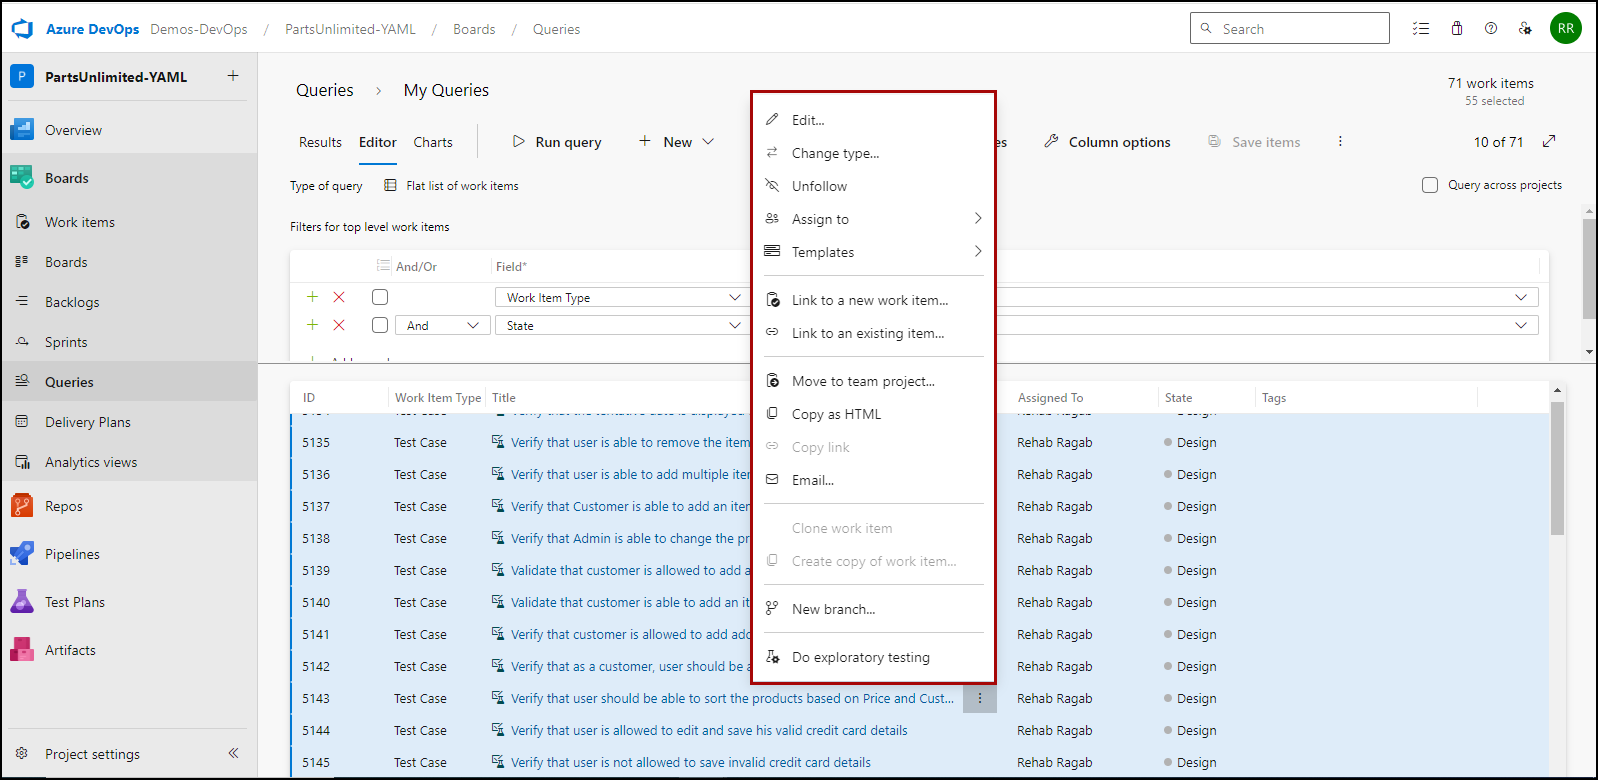 Azure DevOps Demos-DevOps / PartsUnlimited-YAML / Boards / Queries Search RR
P PartsUnlimited-YAML +
Overview
Boards
Work items
Boards
Backlogs
Sprints
Queries
Delivery Plans
Analytics views
Repos
Pipelines
Test Plans
Artifacts
Project settings
Queries > My Queries
71 work items
55 selected
Results Editor Charts Run query + New es Column options Save items 10 of 71
Type of query Flat list of work items Query across projects
Filters for top level work items
And/Or Field*
Work Item Type
And State
Edit...
Change type...
Unfollow
Assign to
Templates
Link to a new work item...
Link to an existing item...
Move to team project...
Copy as HTML
Copy link
Email...
Clone work item
Create copy of work item...
New branch...
Do exploratory testing
ID Work Item Type Title Assigned To State Tags
5135 Test Case Verify that user is able to remove the item Rehab Ragab Design
5136 Test Case Verify that user is able to add multiple iter Rehab Ragab Design
5137 Test Case Verify that Customer is able to add an iter Rehab Ragab Design
5138 Test Case Verify that Admin is able to change the pr Rehab Ragab Design
5139 Test Case Validate that customer is allowed to add a Rehab Ragab Design
5140 Test Case Validate that customer is able to add an it Rehab Ragab Design
5141 Test Case Verify that customer is allowed to add add Rehab Ragab Design
5142 Test Case Verify that as a customer, user should be a Rehab Ragab Design
5143 Test Case Verify that user should be able to sort the products based on Price and Cust... Rehab Ragab Design
5144 Test Case Verify that user is allowed to edit and save his valid credit card details Rehab Ragab Design
5145 Test Case Verify that user is not allowed to save invalid credit card details Rehab Ragab Design